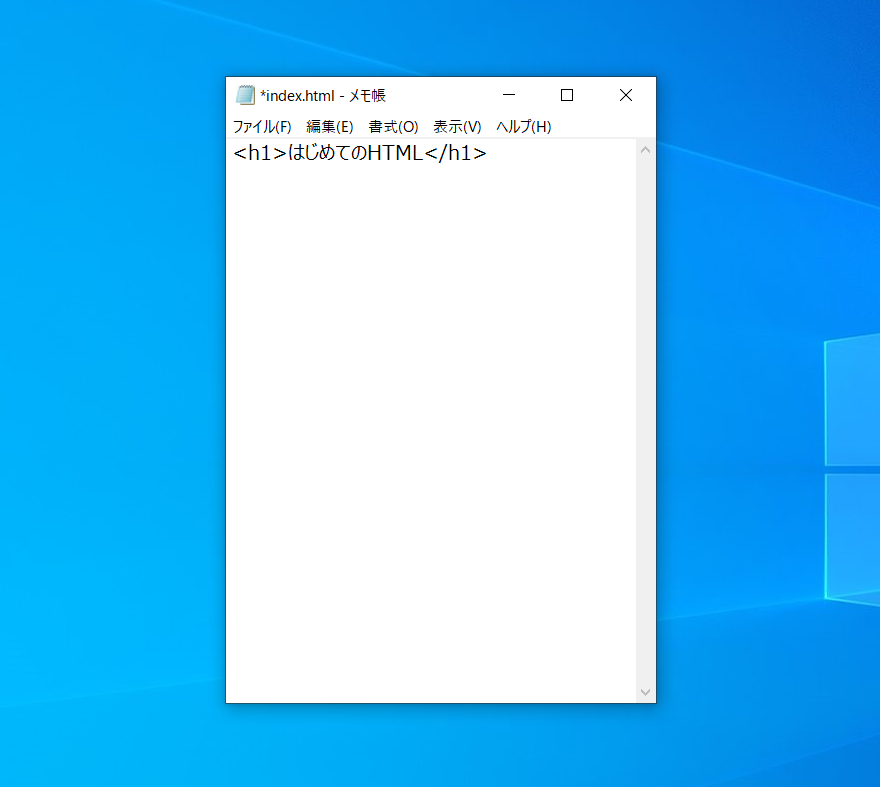 *index.html - メモ帳
ファイル(F) 編集(E) 書式(O) 表示(V) ヘルプ(H)
<h1>はじめてのHTML</h1>